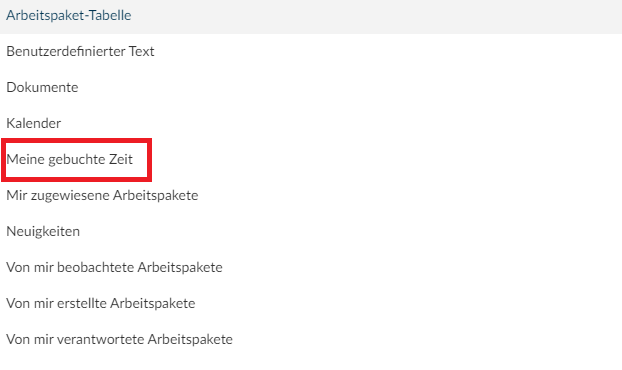 Arbeitspaket-Tabelle
Benutzerdefinierter Text
Dokumente
Kalender
Meine gebuchte Zeit
Mir zugewiesene Arbeitspakete
Neuigkeiten
Von mir beobachtete Arbeitspakete
Von mir erstellte Arbeitspakete
Von mir verantwortete Arbeitspakete